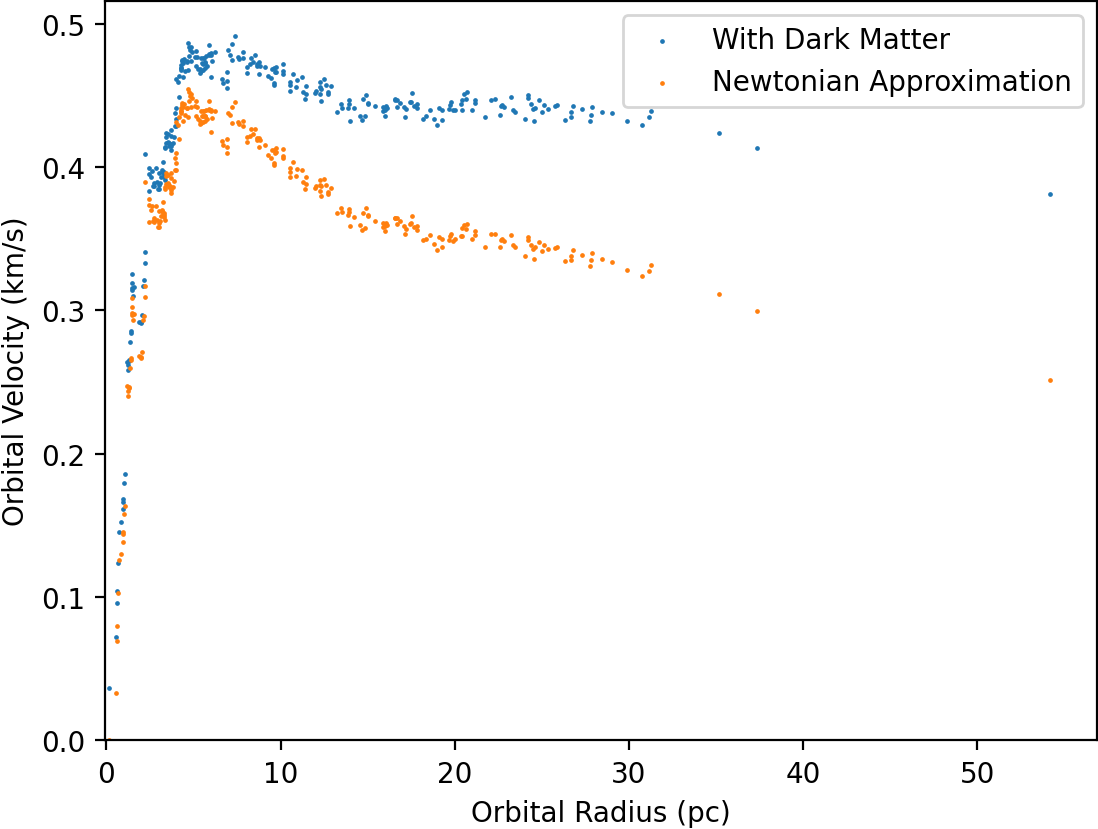 With Dark Matter
Newtonian Approximation
0.5
0.4
0.3
0.2
0.1
0.0
Orbital Velocity (km/s)
0 10 20 30 40 50
Orbital Radius (pc)